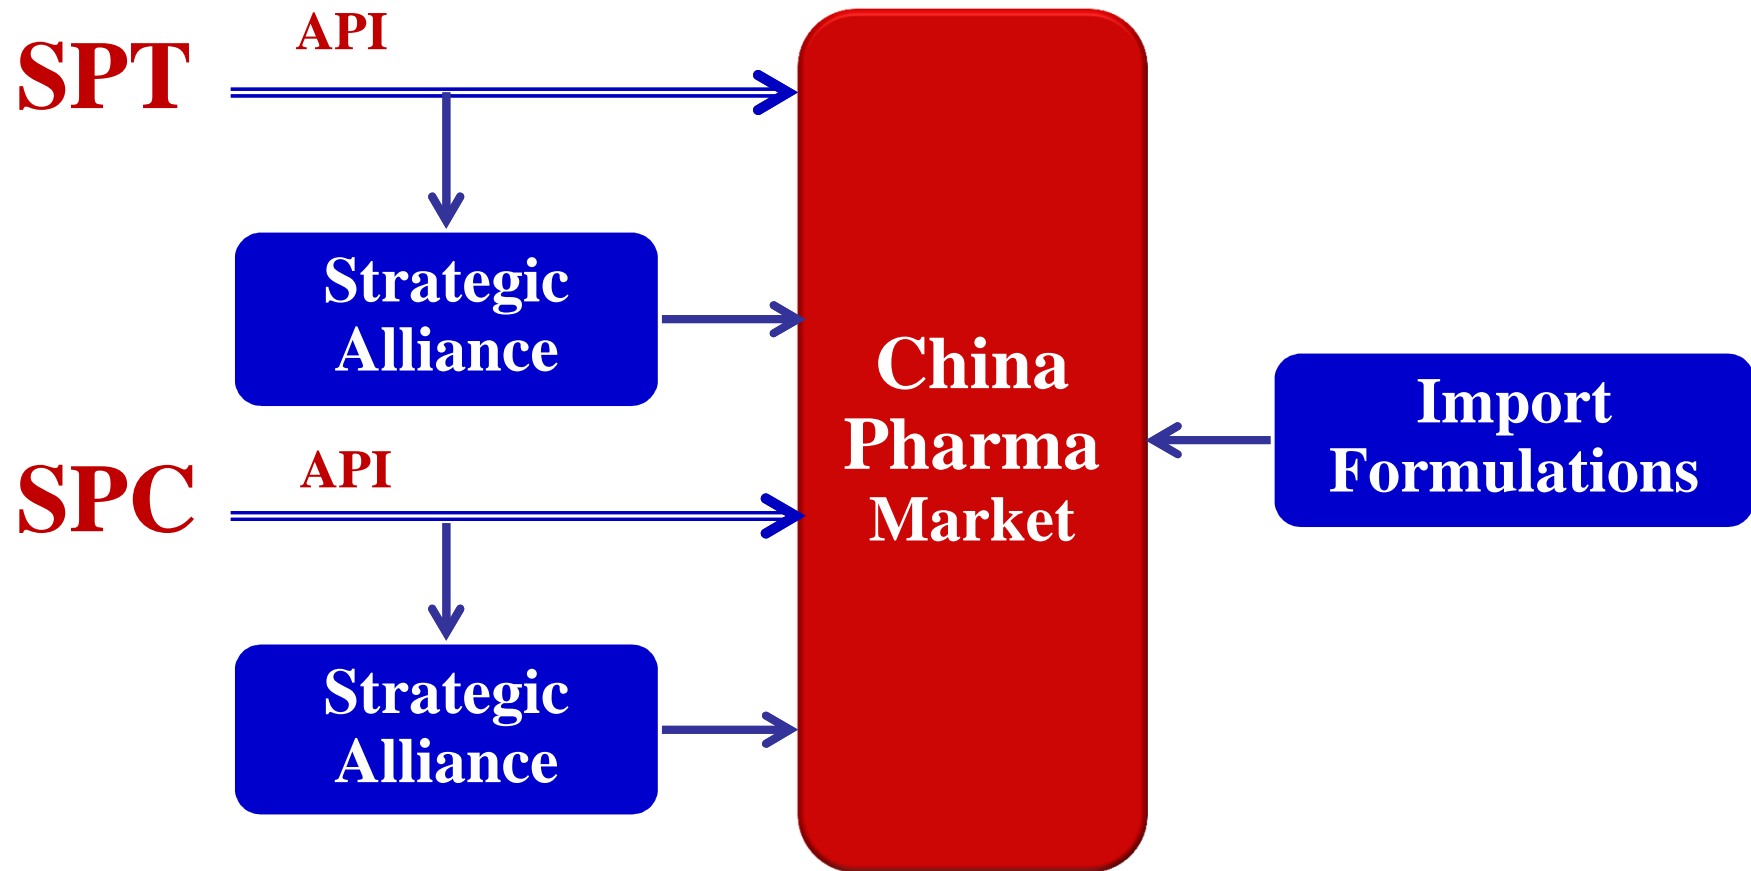 SPT
API
Strategic
Alliance
SPC
API
Strategic
Alliance
China
Pharma
Market
Import
Formulations